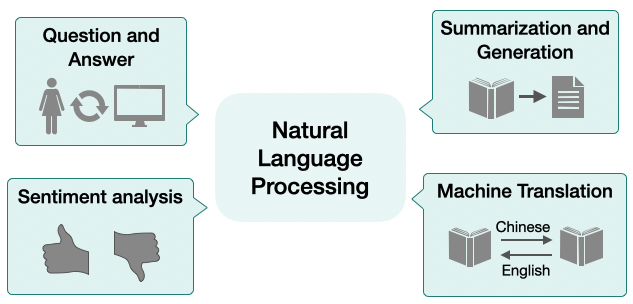 Question and
Answer
Summarization and
Generation
Natural
Language
Processing
Sentiment analysis
Machine Translation
Chinese
English